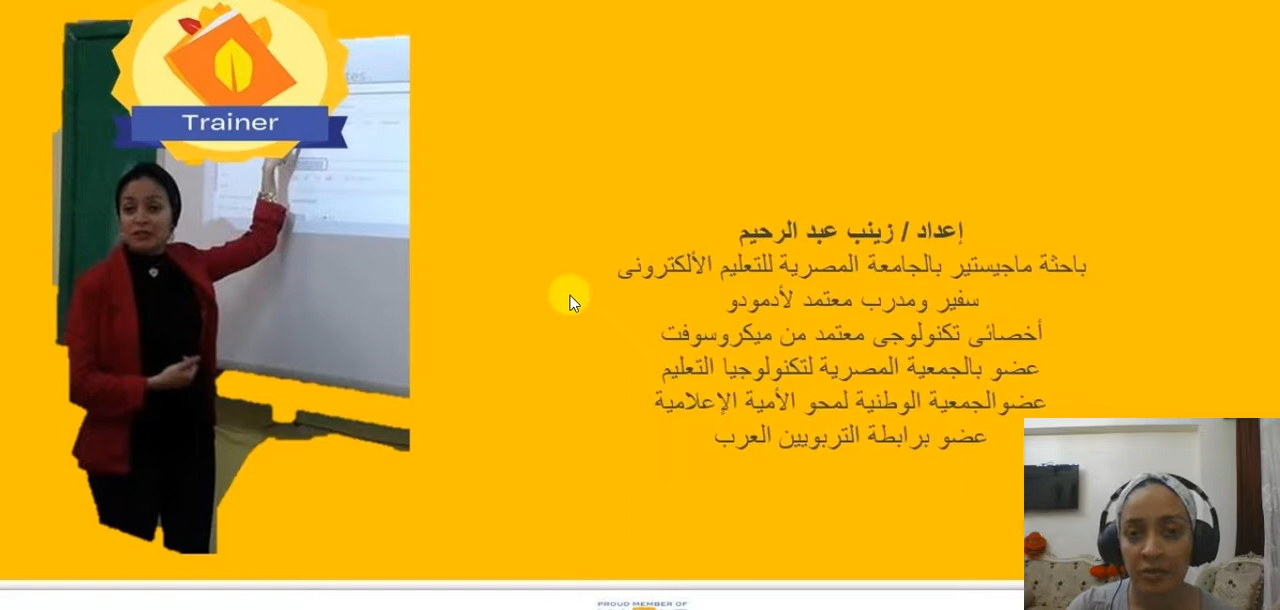 Trainer
إعداد / زينب عبد الرحيم
باحثة ماجيستير بالجامعة المصرية للتعليم الألكترونى
سفير ومدرب معتمد لأدمودو
أخصائى تكنولوجى معتمد من ميكروسوفت
عضو بالجمعية المصرية لتكنولوجيا التعليم
عضوالجمعية الوطنية لمحو الأمية الإعلامية
عضو برابطة التربويين العرب
PROUD MEMBER OF